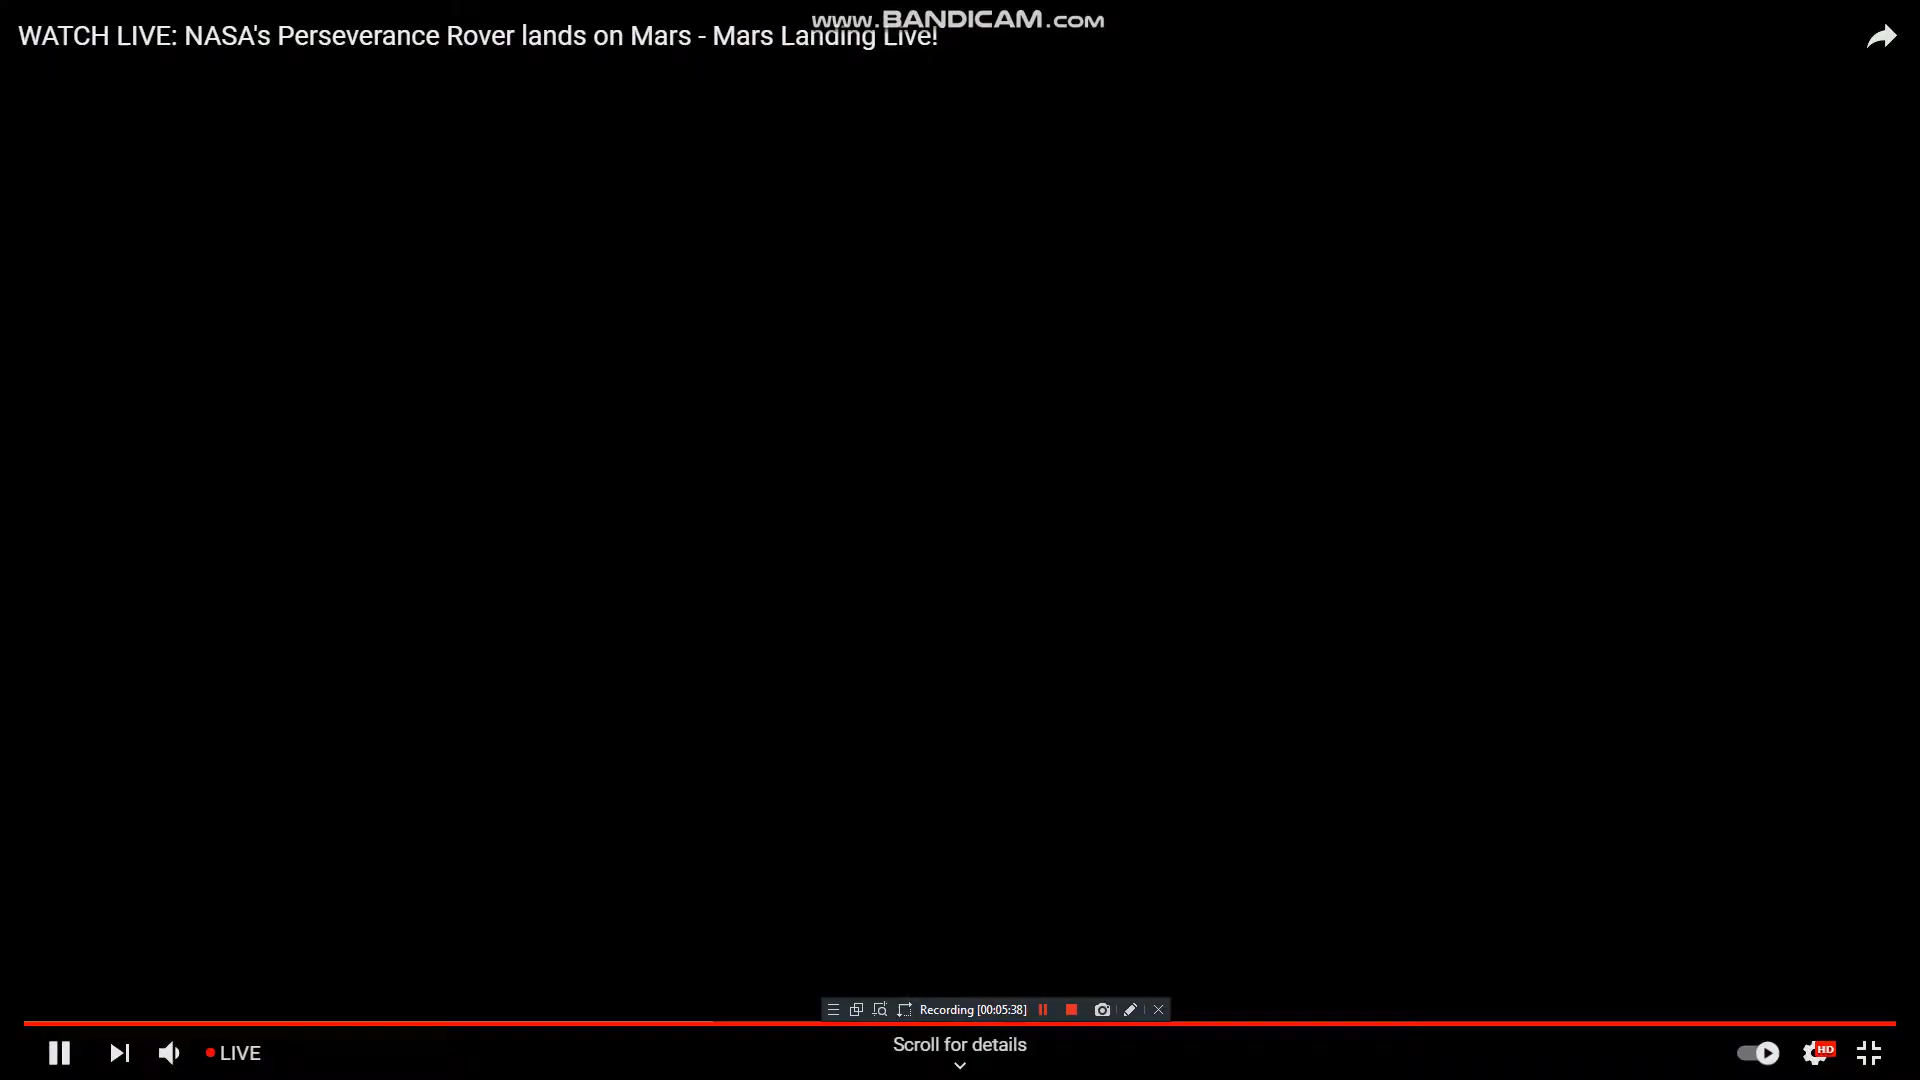 www.BANDICAM.com
WATCH LIVE: NASA's Perseverance Rover lands on Mars - Mars Landing Live!
Recording [00:05:38]
LIVE
Scroll for details
HD